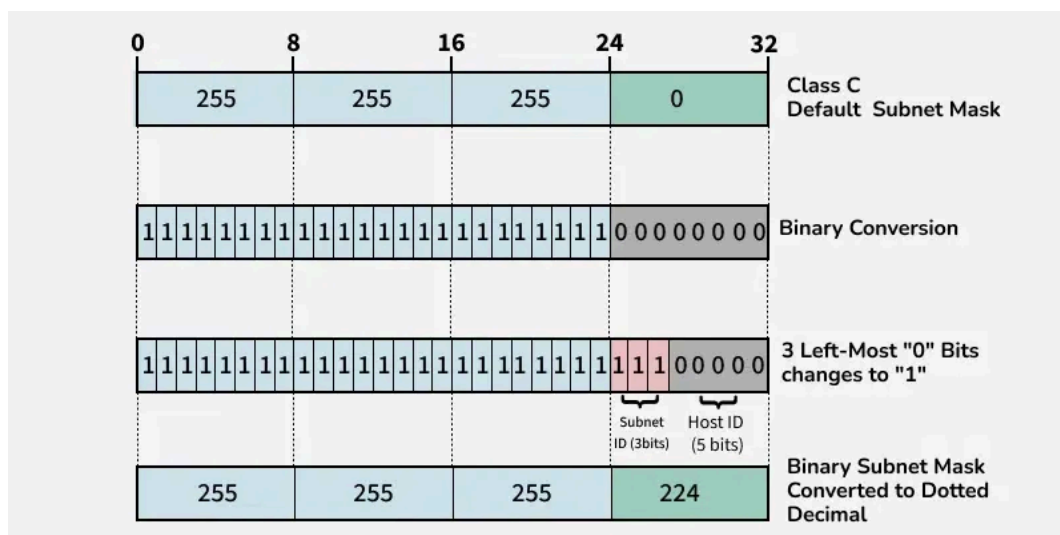 0 8 16 24 32
255 255 255 0
Class C
Default Subnet Mask
1 1 1 1 1 1 1 1 1 1 1 1 1 1 1 1 1 1 1 1 1 1 1 1 0 0 0 0 0 0 0 0
Binary Conversion
1 1 1 1 1 1 1 1 1 1 1 1 1 1 1 1 1 1 1 1 1 1 1 1 1 1 1 0 0 0 0 0
3 Left-Most "0" Bits
changes to "1"
Subnet
ID (3bits)
Host ID
(5 bits)
255 255 255 224
Binary Subnet Mask
Converted to Dotted
Decimal